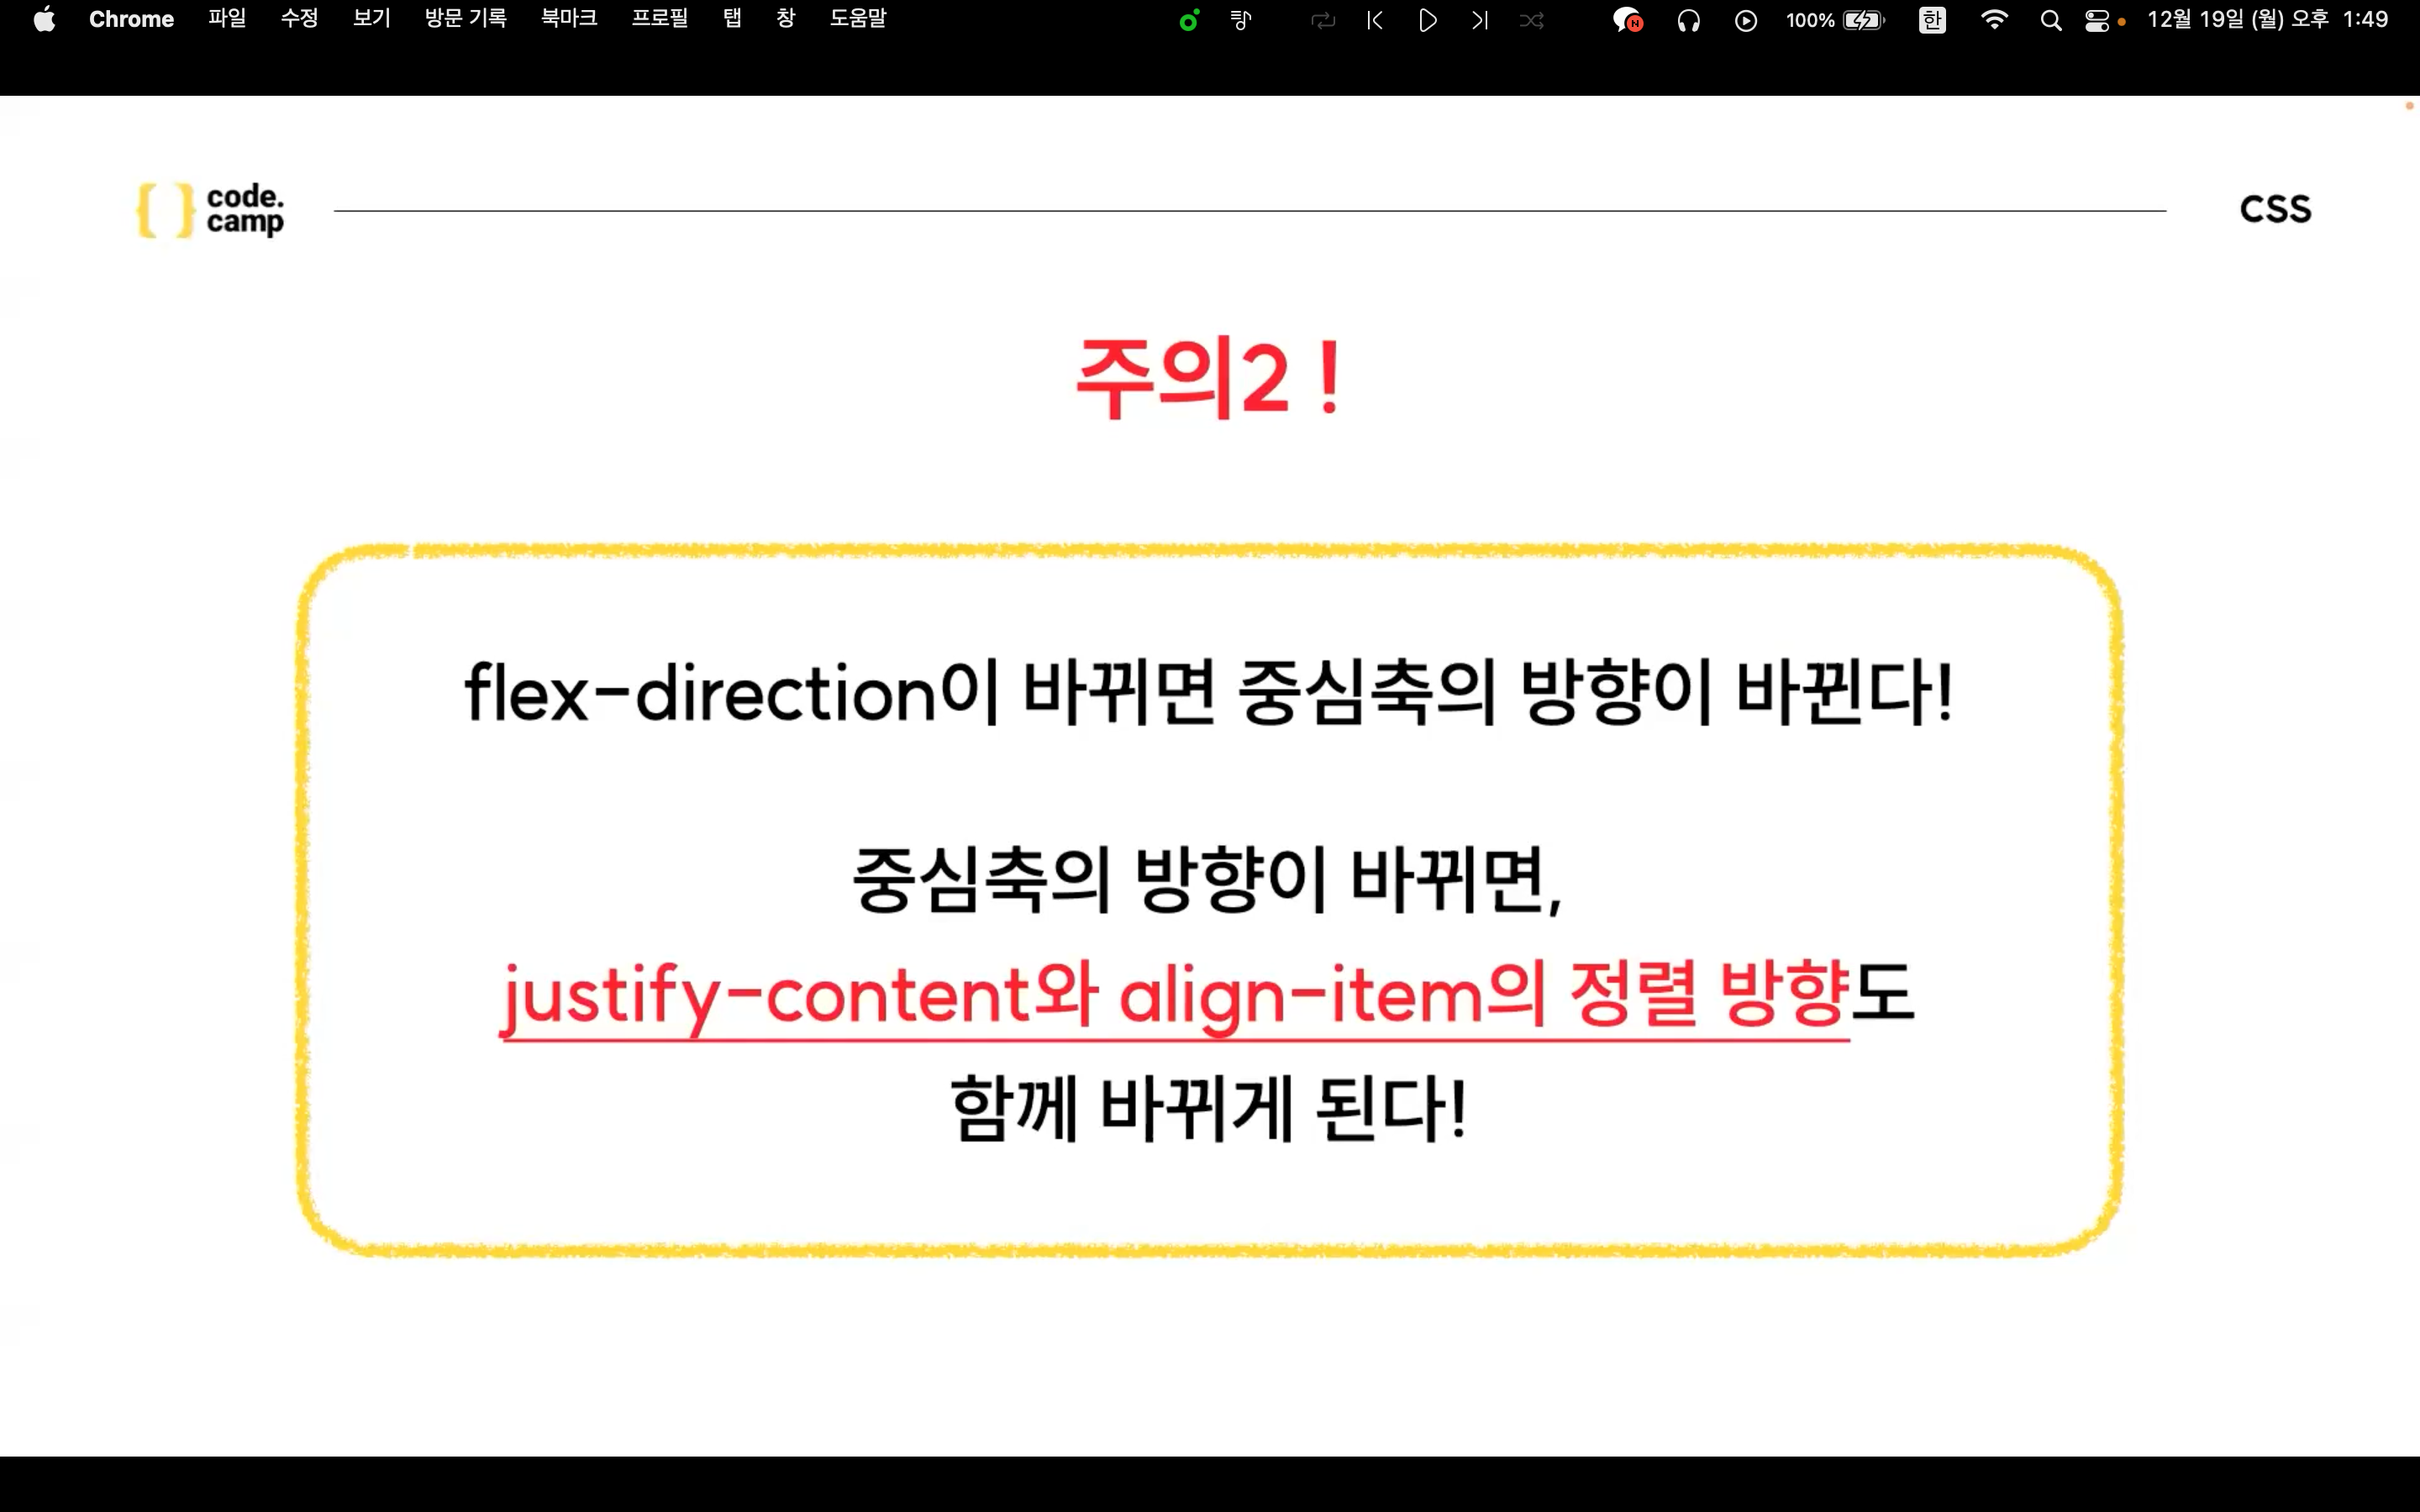 Chrome 파일 수정 보기 방문 기록 북마크 프로필 탭 창 도움말 100% 한 12월 19일 (월) 오후 1:49
code.
camp
CSS
주의2 !
flex-direction이 바뀌면 중심축의 방향이 바뀐다!
중심축의 방향이 바뀌면,
justify-content와 align-item의 정렬 방향도
함께 바뀌게 된다!